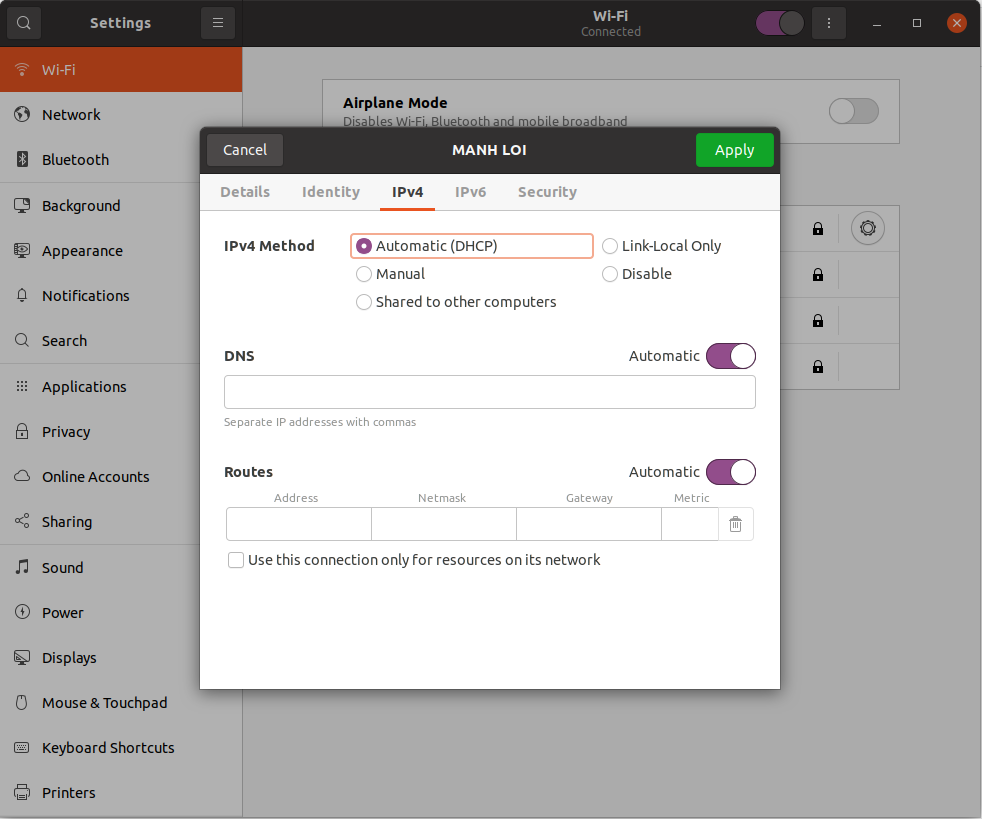 Settings
Wi-Fi
Connected
Wi-Fi
Network
Bluetooth
Background
Appearance
Notifications
Search
Applications
Privacy
Online Accounts
Sharing
Sound
Power
Displays
Mouse & Touchpad
Keyboard Shortcuts
Printers
Airplane Mode
Disables Wi-Fi, Bluetooth and mobile broadband
Cancel
MANH LOI
Apply
Details Identity IPv4 IPv6 Security
IPv4 Method
Automatic (DHCP)
Link-Local Only
Manual
Disable
Shared to other computers
DNS
Automatic
Separate IP addresses with commas
Routes
Automatic
Address Netmask Gateway Metric
Use this connection only for resources on its network